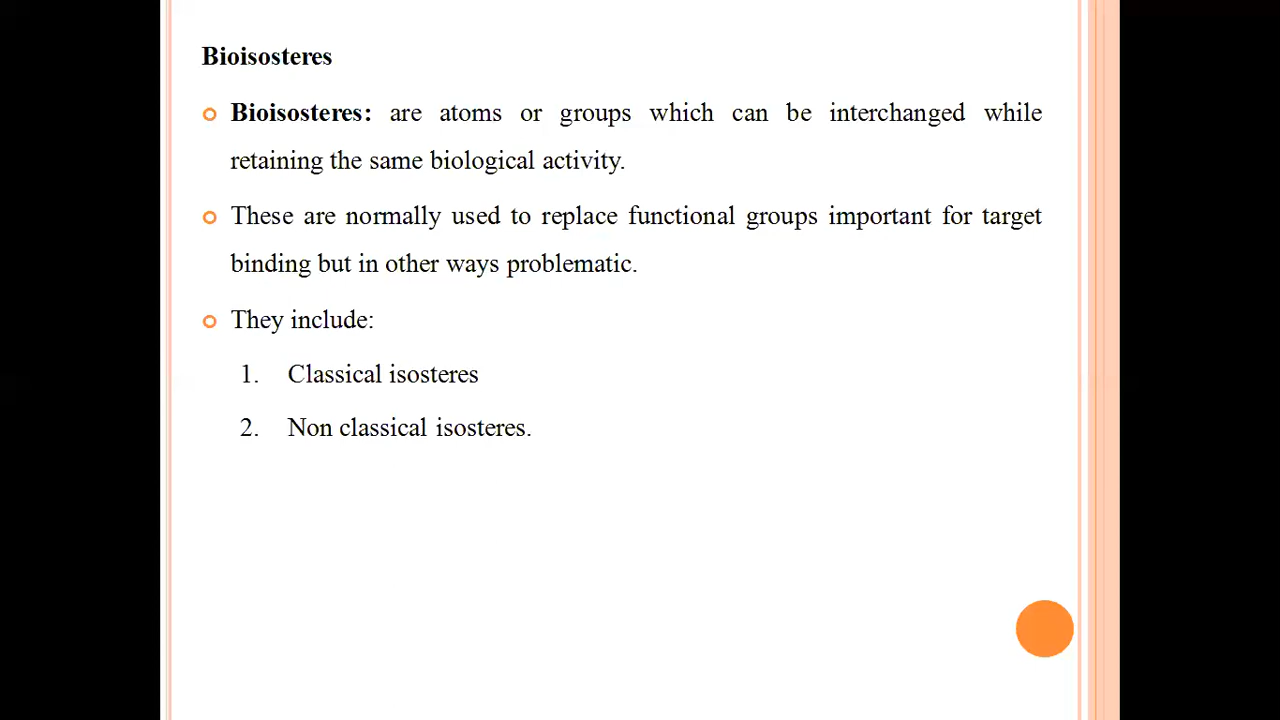 Bioisosteres
Bioisosteres: are atoms or groups which can be interchanged while
retaining the same biological activity.
These are normally used to replace functional groups important for target
binding but in other ways problematic.
They include:
1. Classical isosteres
2. Non classical isosteres.